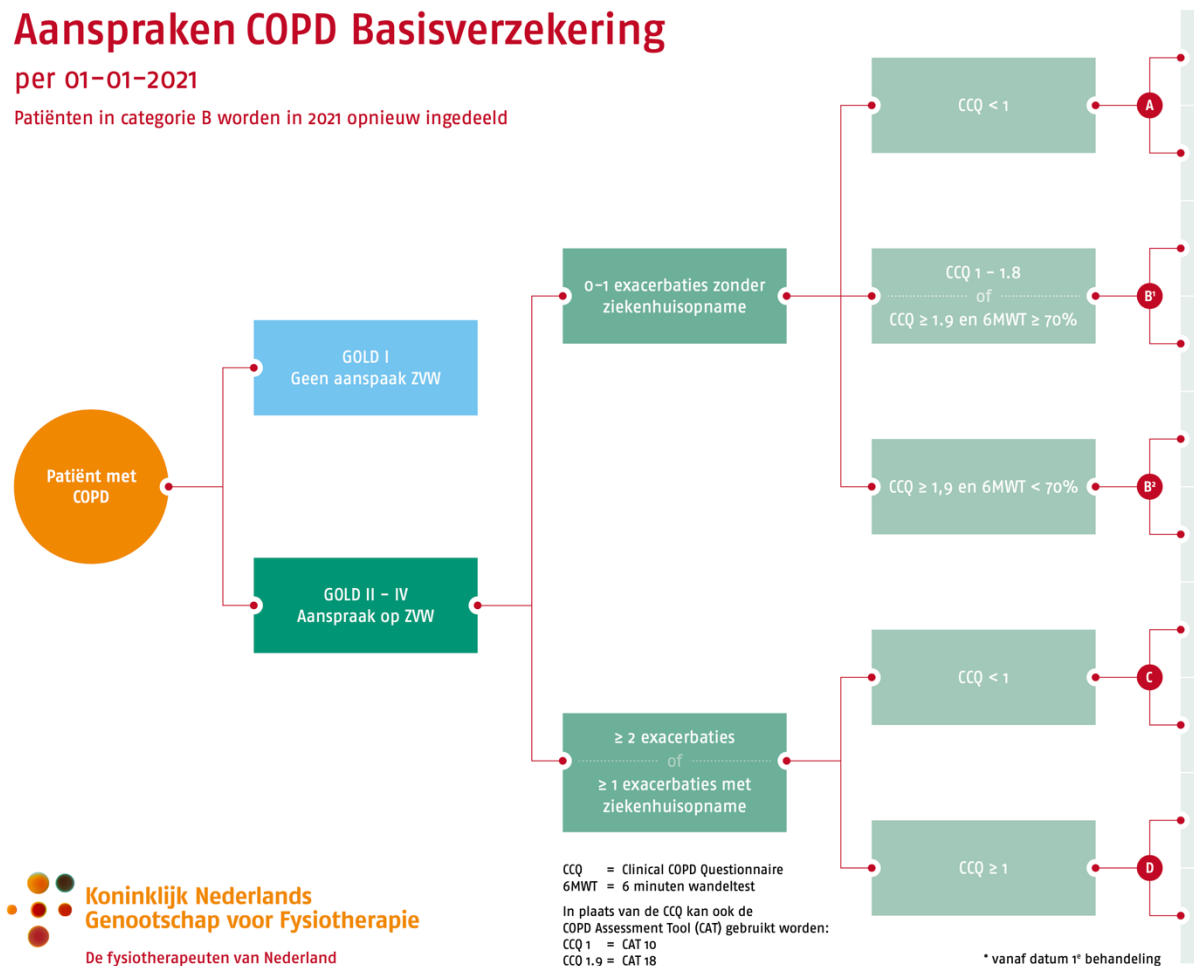 Aanspraken COPD Basisverzekering
per 01-01-2021
Patiënten in categorie B worden in 2021 opnieuw ingedeeld
Patiënt met
COPD
GOLD I
Geen aanspaak ZVW
GOLD II - IV
Aanspraak op ZVW
0-1 exacerbaties zonder
ziekenhuisopname
≥ 2 exacerbaties
of
≥ 1 exacerbaties met
ziekenhuisopname
CCQ < 1
A
CCQ 1 - 1.8
of
CCQ ≥ 1.9 en 6MWT ≥ 70%
B¹
CCQ ≥ 1,9 en 6MWT < 70%
B²
CCQ < 1
C
CCQ ≥ 1
D
CCQ = Clinical COPD Questionnaire
6MWT = 6 minuten wandeltest
In plaats van de CCQ kan ook de
COPD Assessment Tool (CAT) gebruikt worden:
CCQ 1 = CAT 10
CCQ 1.9 = CAT 18
* vanaf datum 1ᵉ behandeling
Koninklijk Nederlands
Genootschap voor Fysiotherapie
De fysiotherapeuten van Nederland